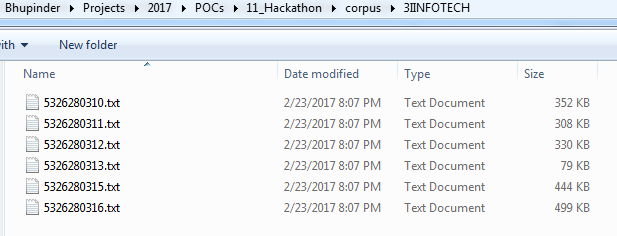 Bhupinder Projects 2017 POCs 11_Hackathon corpus 3IINFOTECH
ith New folder
Name Date modified Type Size
5326280310.txt 2/23/2017 8:07 PM Text Document 352 KB
5326280311.txt 2/23/2017 8:07 PM Text Document 308 KB
5326280312.txt 2/23/2017 8:07 PM Text Document 330 KB
5326280313.txt 2/23/2017 8:07 PM Text Document 79 KB
5326280315.txt 2/23/2017 8:07 PM Text Document 444 KB
5326280316.txt 2/23/2017 8:07 PM Text Document 499 KB